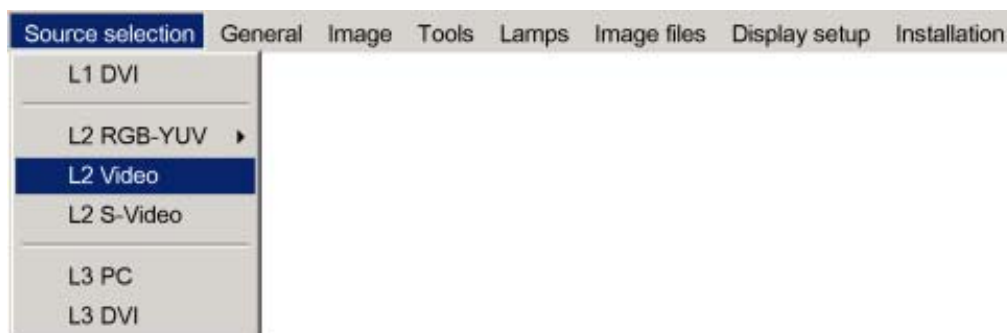 Source selection General Image Tools Lamps Image files Display setup Installation
L1 DVI
L2 RGB-YUV
L2 Video
L2 S-Video
L3 PC
L3 DVI